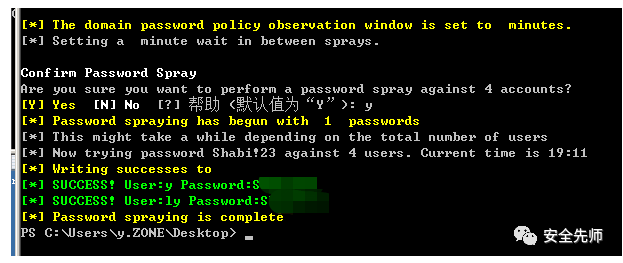 [*] The domain password policy observation window is set to  minutes.
[*] Setting a  minute wait in between sprays.
Confirm Password Spray
Are you sure you want to perform a password spray against 4 accounts?
[Y] Yes  [N] No  [?] 帮助 (默认值为“Y”): y
[*] Password spraying has begun with  1  passwords
[*] This might take a while depending on the total number of users
[*] Now trying password Shabi!23 against 4 users. Current time is 19:11
[*] Writing successes to
[*] SUCCESS! User:y Password:S
[*] SUCCESS! User:ly Password:S
[*] Password spraying is complete
PS C:\Users\y.ZONE\Desktop> _
安全先师